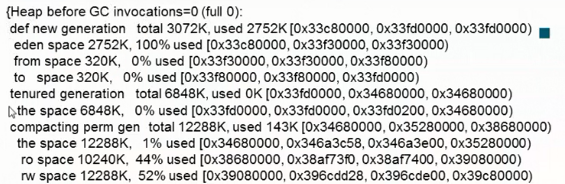 {Heap before GC invocations=0 (full 0):
def new generation total 3072K, used 2752K [0x33c80000, 0x33fd0000, 0x33fd0000)
eden space 2752K, 100% used [0x33c80000, 0x33f30000, 0x33f30000)
from space 320K, 0% used [0x33f30000, 0x33f30000, 0x33f80000)
to space 320K, 0% used [0x33f80000, 0x33f80000, 0x33fd0000)
tenured generation total 6848K, used 0K [0x33fd0000, 0x34680000, 0x34680000)
the space 6848K, 0% used [0x33fd0000, 0x33fd0000, 0x33fd0200, 0x34680000)
compacting perm gen total 12288K, used 143K [0x34680000, 0x35280000, 0x38680000)
the space 12288K, 1% used [0x34680000, 0x346a3c58, 0x346a3e00, 0x35280000)
ro space 10240K, 44% used [0x38680000, 0x38af73f0, 0x38af7400, 0x39080000)
rw space 12288K, 52% used [0x39080000, 0x396cdd28, 0x396cde00, 0x39c80000)